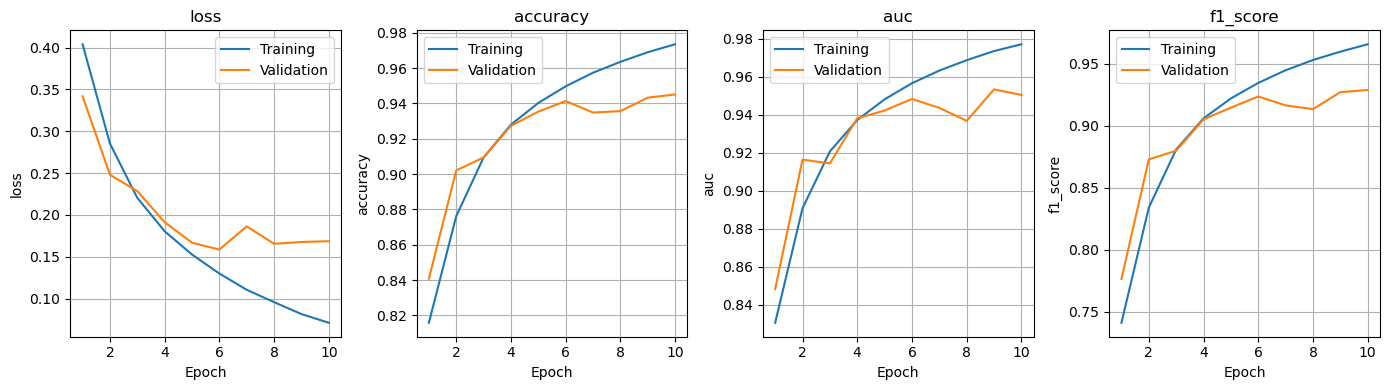 loss
Training
Validation
0.40
0.35
0.30
0.25
0.20
0.15
0.10
loss
2 4 6 8 10
Epoch
accuracy
Training
Validation
0.98
0.96
0.94
0.92
0.90
0.88
0.86
0.84
0.82
accuracy
2 4 6 8 10
Epoch
auc
Training
Validation
0.98
0.96
0.94
0.92
0.90
0.88
0.86
0.84
auc
2 4 6 8 10
Epoch
f1_score
Training
Validation
0.95
0.90
0.85
0.80
0.75
f1_score
2 4 6 8 10
Epoch